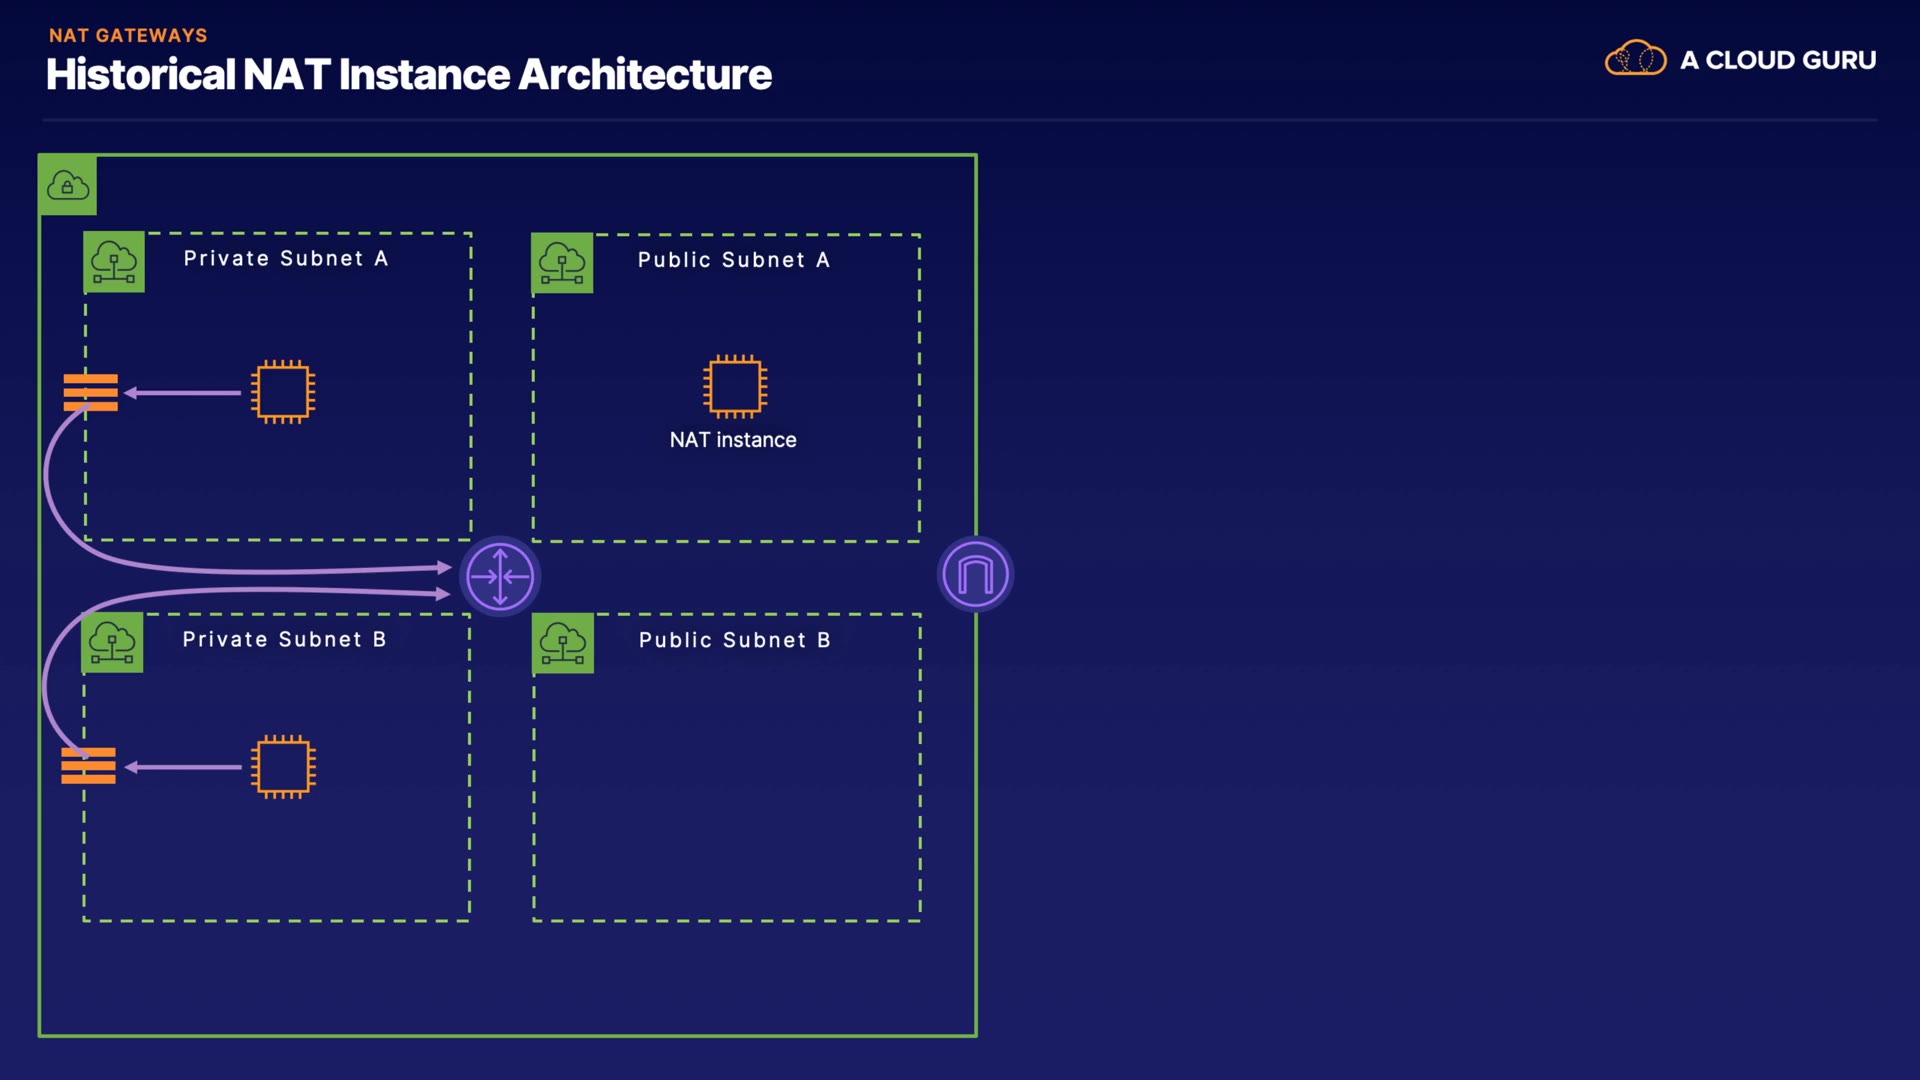 NAT GATEWAYS
Historical NAT Instance Architecture
A CLOUD GURU
Private Subnet A
Public Subnet A
NAT instance
Private Subnet B
Public Subnet B